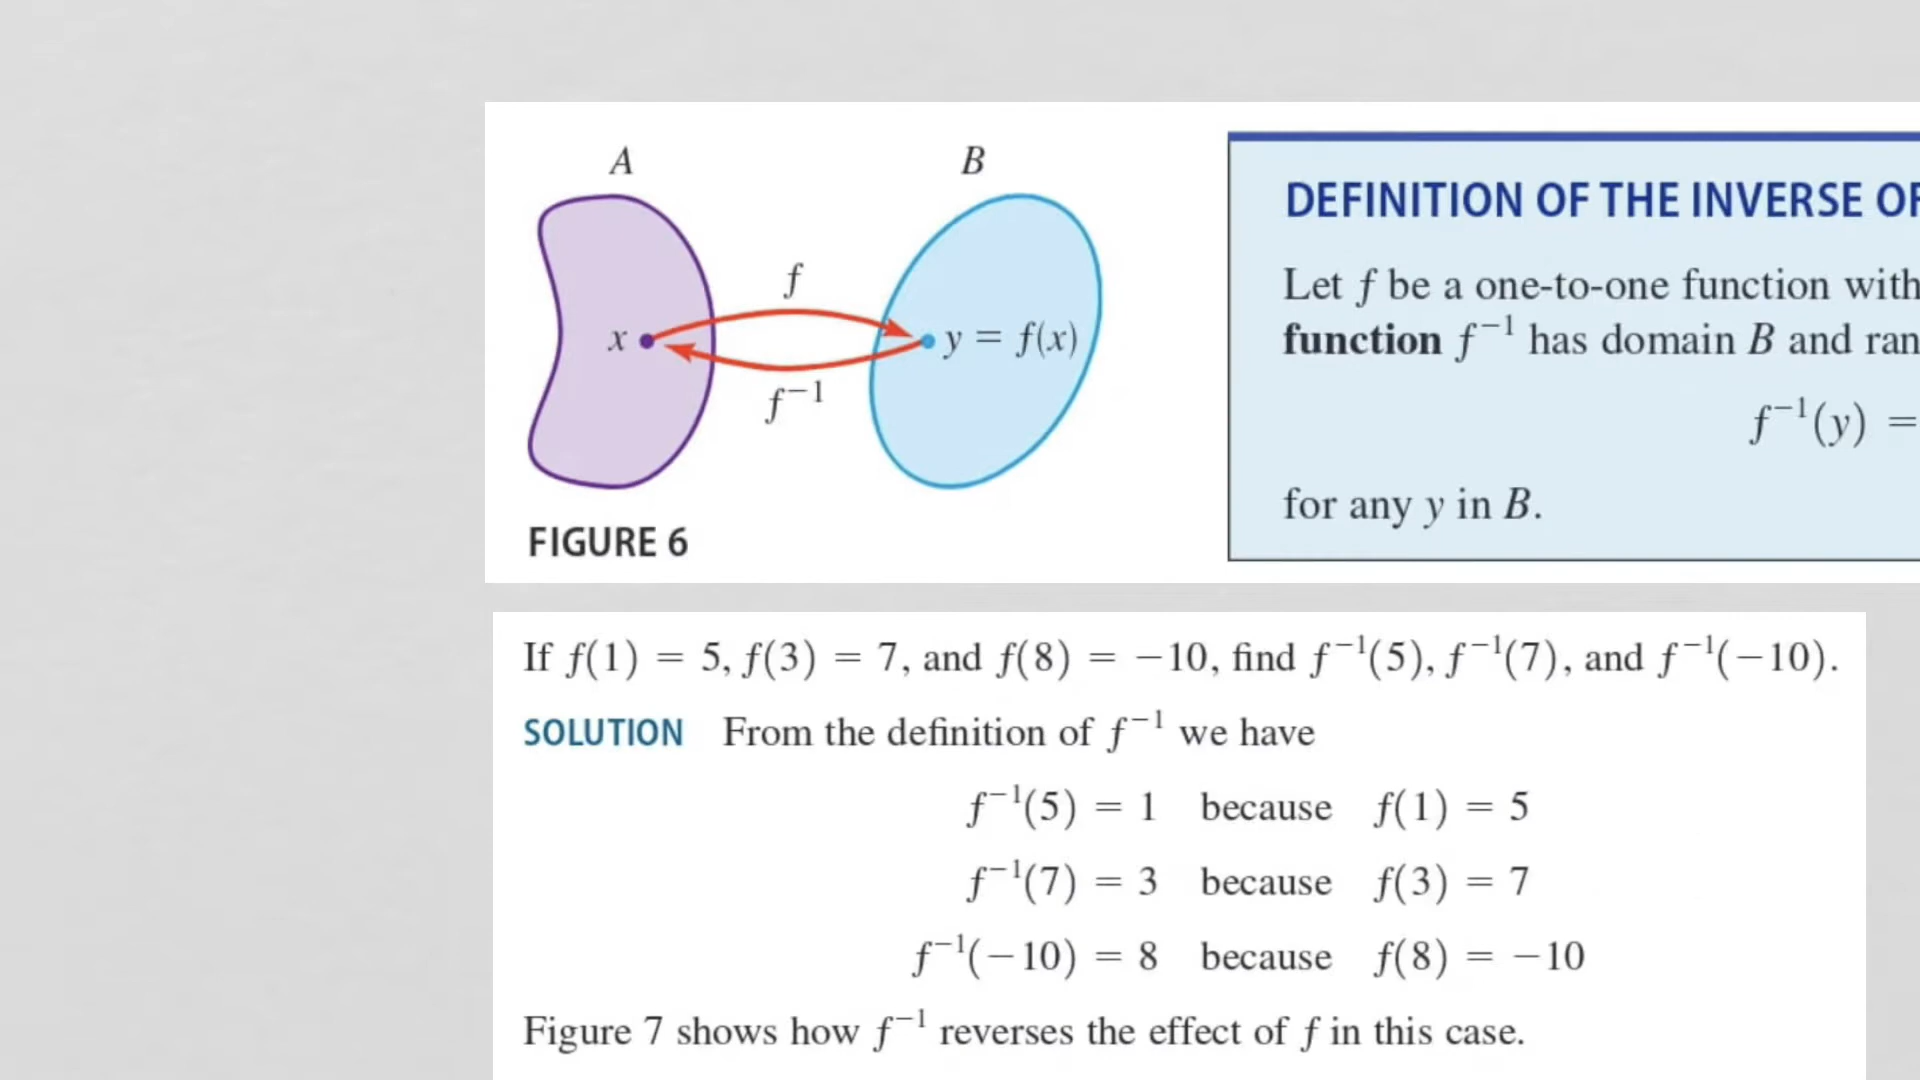 A B
f
x y = f(x)
f⁻¹
FIGURE 6
DEFINITION OF THE INVERSE OF
Let f be a one-to-one function with
function f⁻¹ has domain B and ran
f⁻¹(y) =
for any y in B.
If f(1) = 5, f(3) = 7, and f(8) = −10, find f⁻¹(5), f⁻¹(7), and f⁻¹(−10).
SOLUTION From the definition of f⁻¹ we have
f⁻¹(5) = 1 because f(1) = 5
f⁻¹(7) = 3 because f(3) = 7
f⁻¹(−10) = 8 because f(8) = −10
Figure 7 shows how f⁻¹ reverses the effect of f in this case.